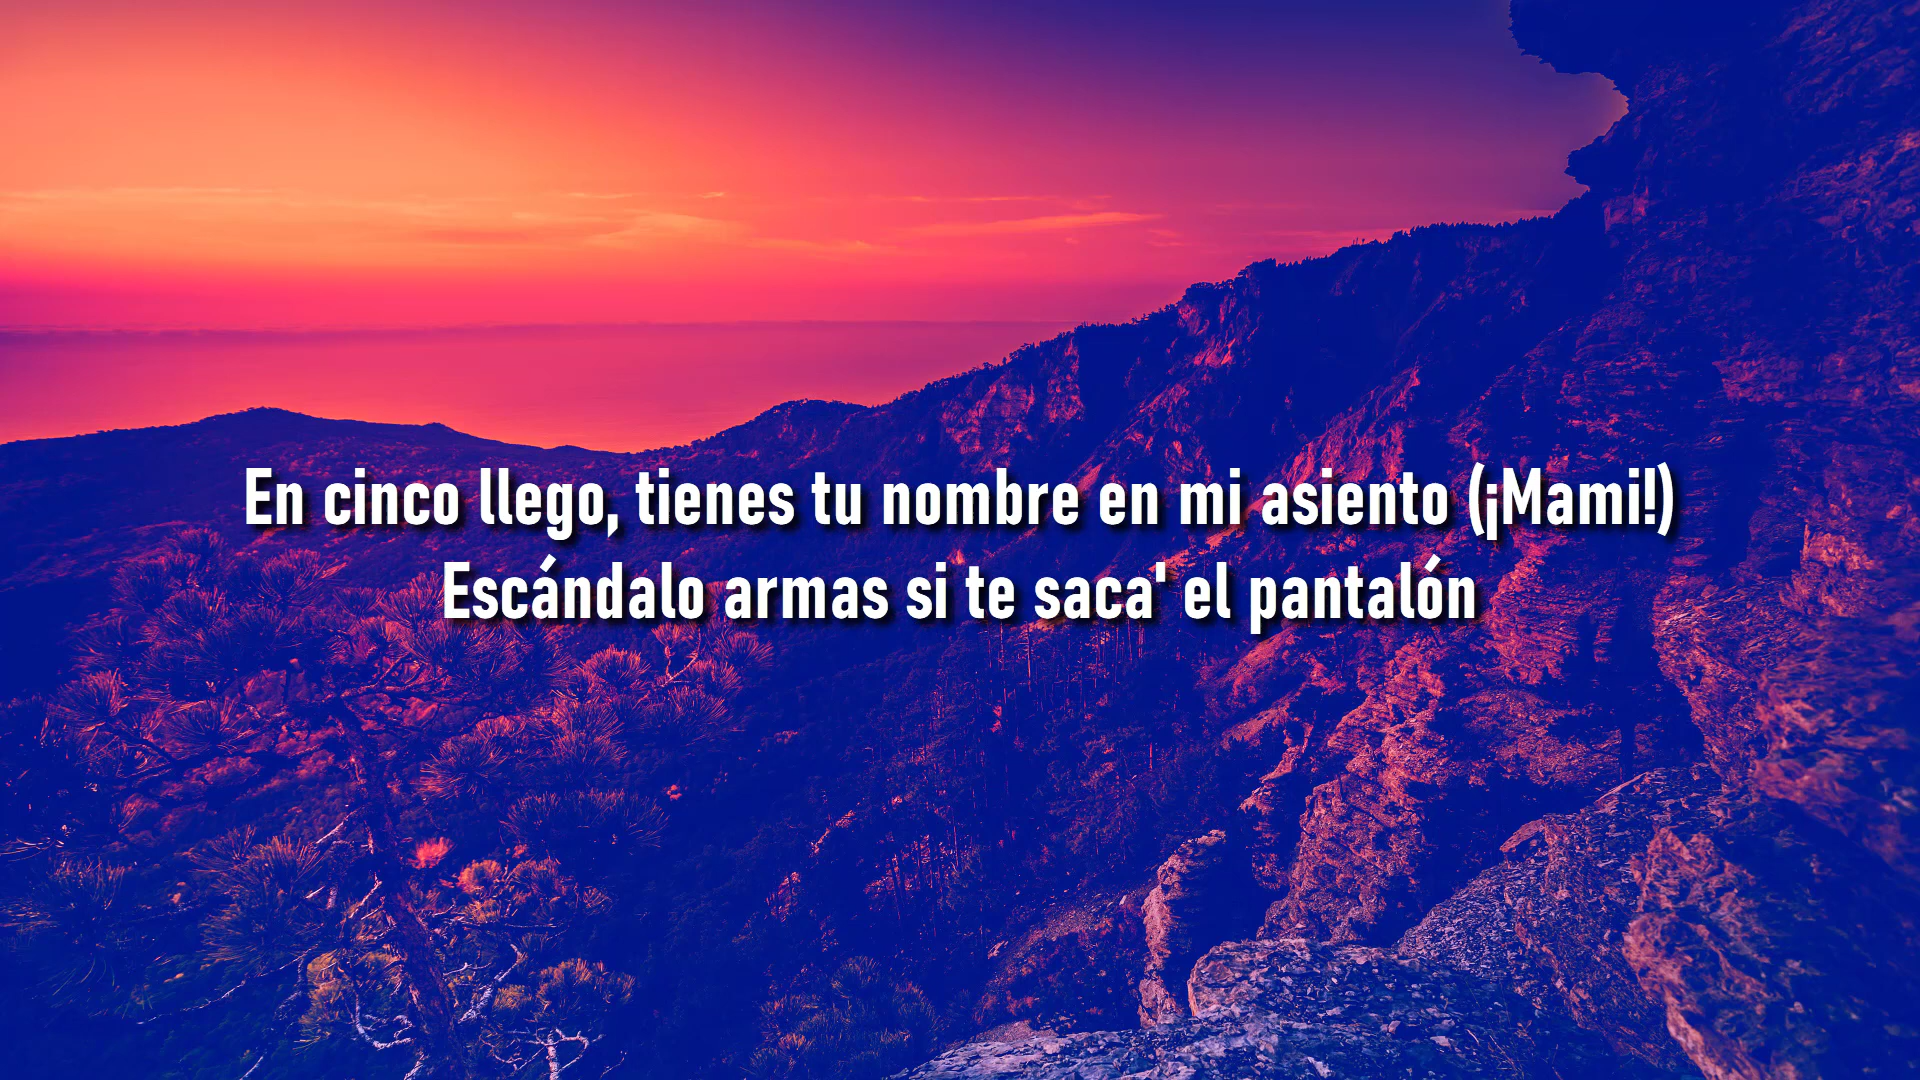 En cinco llego, tienes tu nombre en mi asiento (¡Mami!)
Escándalo armas si te saca' el pantalón